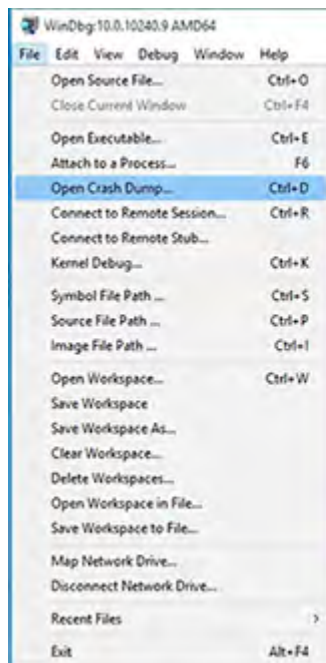 WinDbg:10.0.10240.9 AMD64
File Edit View Debug Window Help
Open Source File... Ctrl+O
Close Current Window Ctrl+F4
Open Executable... Ctrl+E
Attach to a Process... F6
Open Crash Dump... Ctrl+D
Connect to Remote Session... Ctrl+R
Connect to Remote Stub...
Kernel Debug... Ctrl+K
Symbol File Path ... Ctrl+S
Source File Path ... Ctrl+P
Image File Path ... Ctrl+I
Open Workspace... Ctrl+W
Save Workspace
Save Workspace As...
Clear Workspace...
Delete Workspaces...
Open Workspace in File...
Save Workspace to File...
Map Network Drive...
Disconnect Network Drive...
Recent Files
Exit Alt+F4